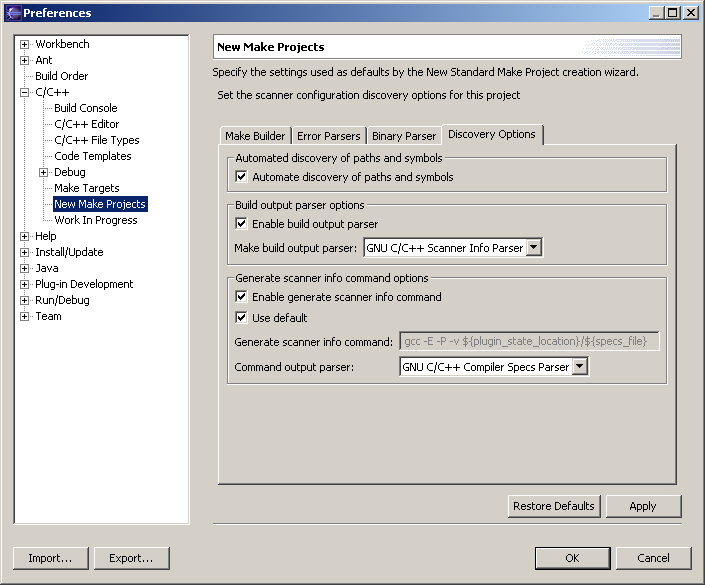 Preferences
Workbench
Ant
Build Order
C/C++
Build Console
C/C++ Editor
C/C++ File Types
Code Templates
Debug
Make Targets
New Make Projects
Work In Progress
Help
Install/Update
Java
Plug-in Development
Run/Debug
Team
New Make Projects
Specify the settings used as defaults by the New Standard Make Project creation wizard.
Set the scanner configuration discovery options for this project
Make Builder Error Parsers Binary Parser Discovery Options
Automated discovery of paths and symbols
Automate discovery of paths and symbols
Build output parser options
Enable build output parser
Make build output parser: GNU C/C++ Scanner Info Parser
Generate scanner info command options
Enable generate scanner info command
Use default
Generate scanner info command: gcc -E -P -v ${plugin_state_location}/${specs_file}
Command output parser: GNU C/C++ Compiler Specs Parser
Restore Defaults Apply
Import... Export... OK Cancel